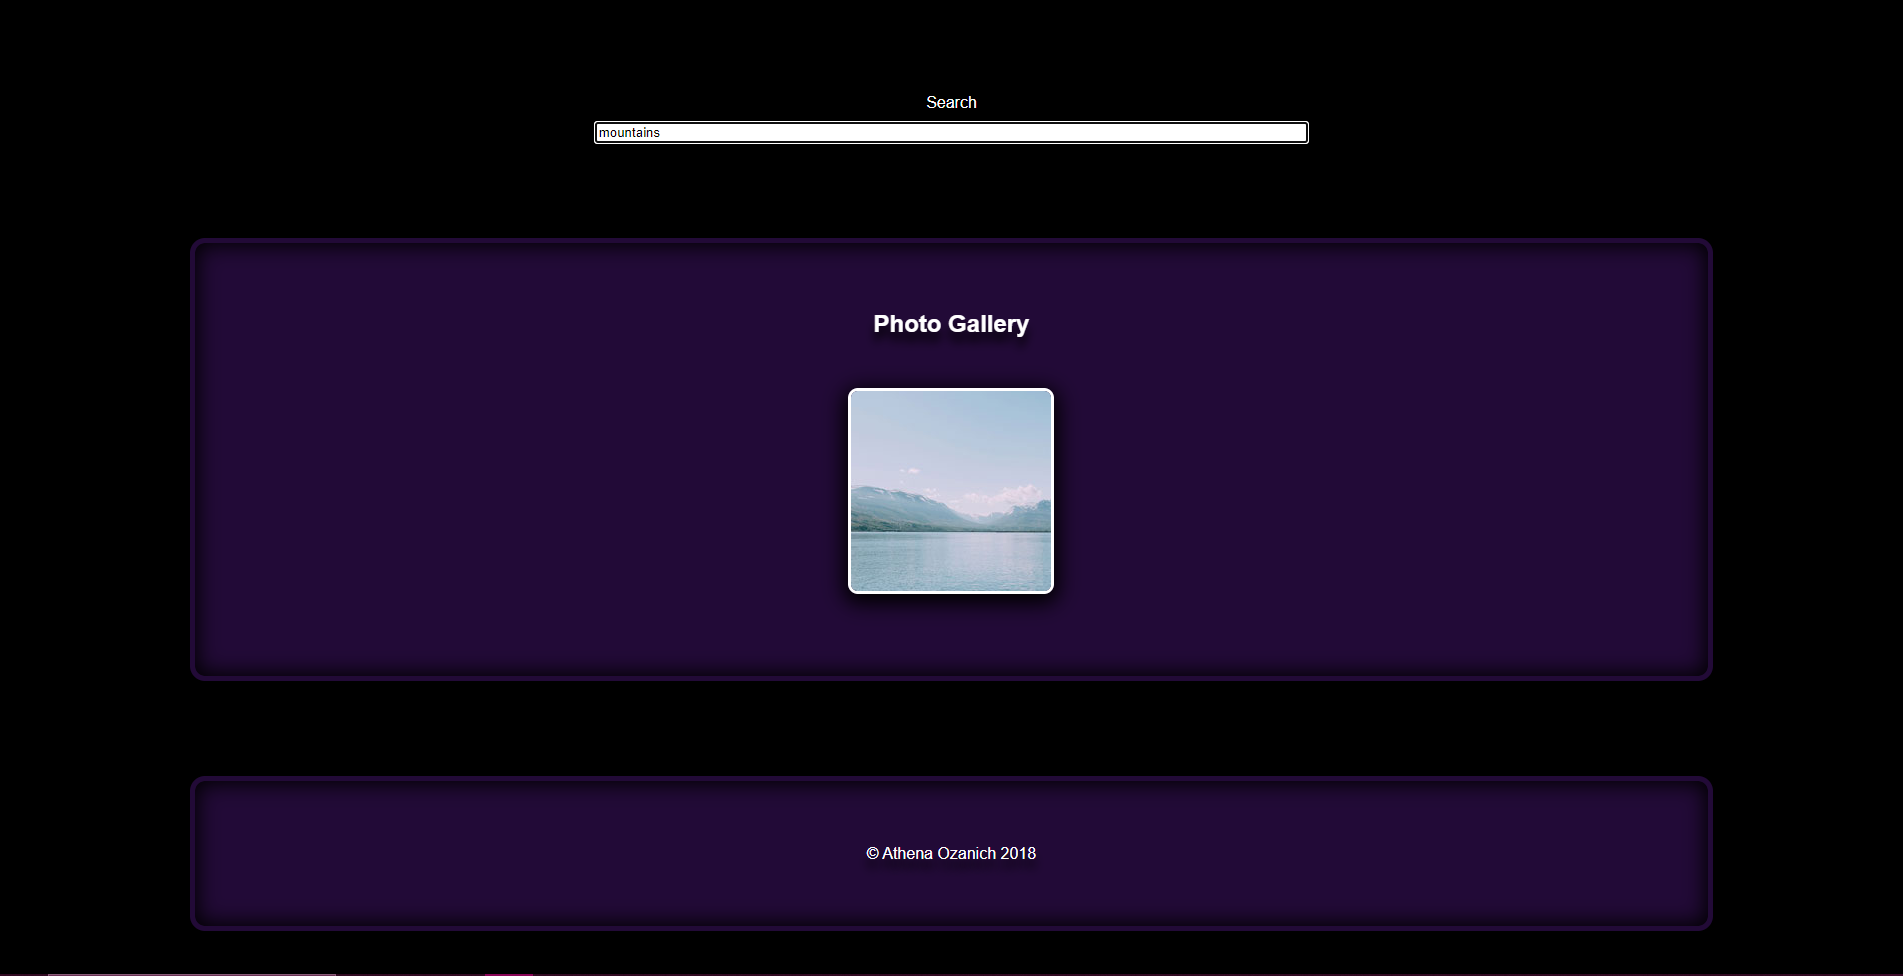 Search
mountains
Photo Gallery
© Athena Ozanich 2018